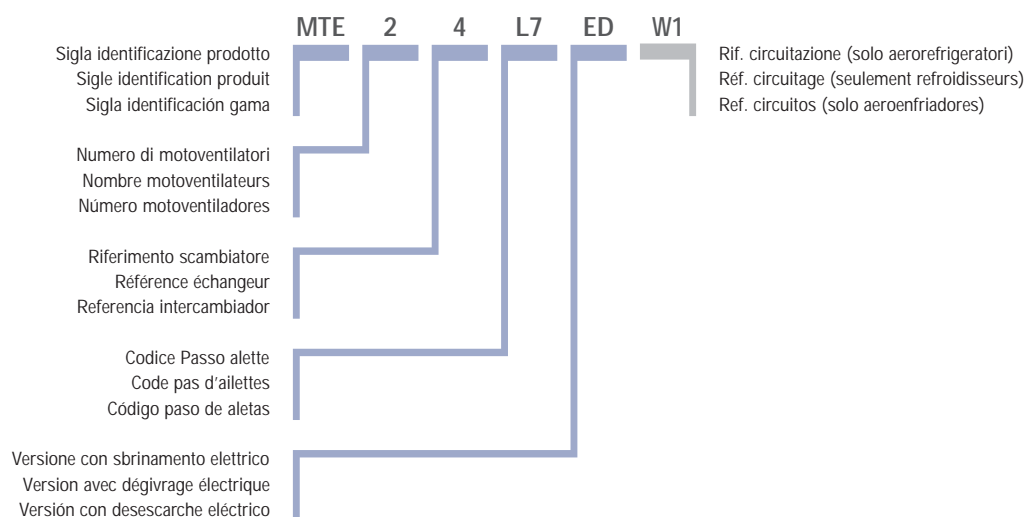 MTE 2 4 L7 ED W1
Sigla identificazione prodotto
Sigle identification produit
Sigla identificación gama
Rif. circuitazione (solo aerorefrigeratori)
Réf. circuitage (seulement refroidisseurs)
Ref. circuitos (solo aeroenfriadores)
Numero di motoventilatori
Nombre motoventilateurs
Número motoventiladores
Riferimento scambiatore
Référence échangeur
Referencia intercambiador
Codice Passo alette
Code pas d'ailettes
Código paso de aletas
Versione con sbrinamento elettrico
Version avec dégivrage électrique
Versión con desescarche eléctrico